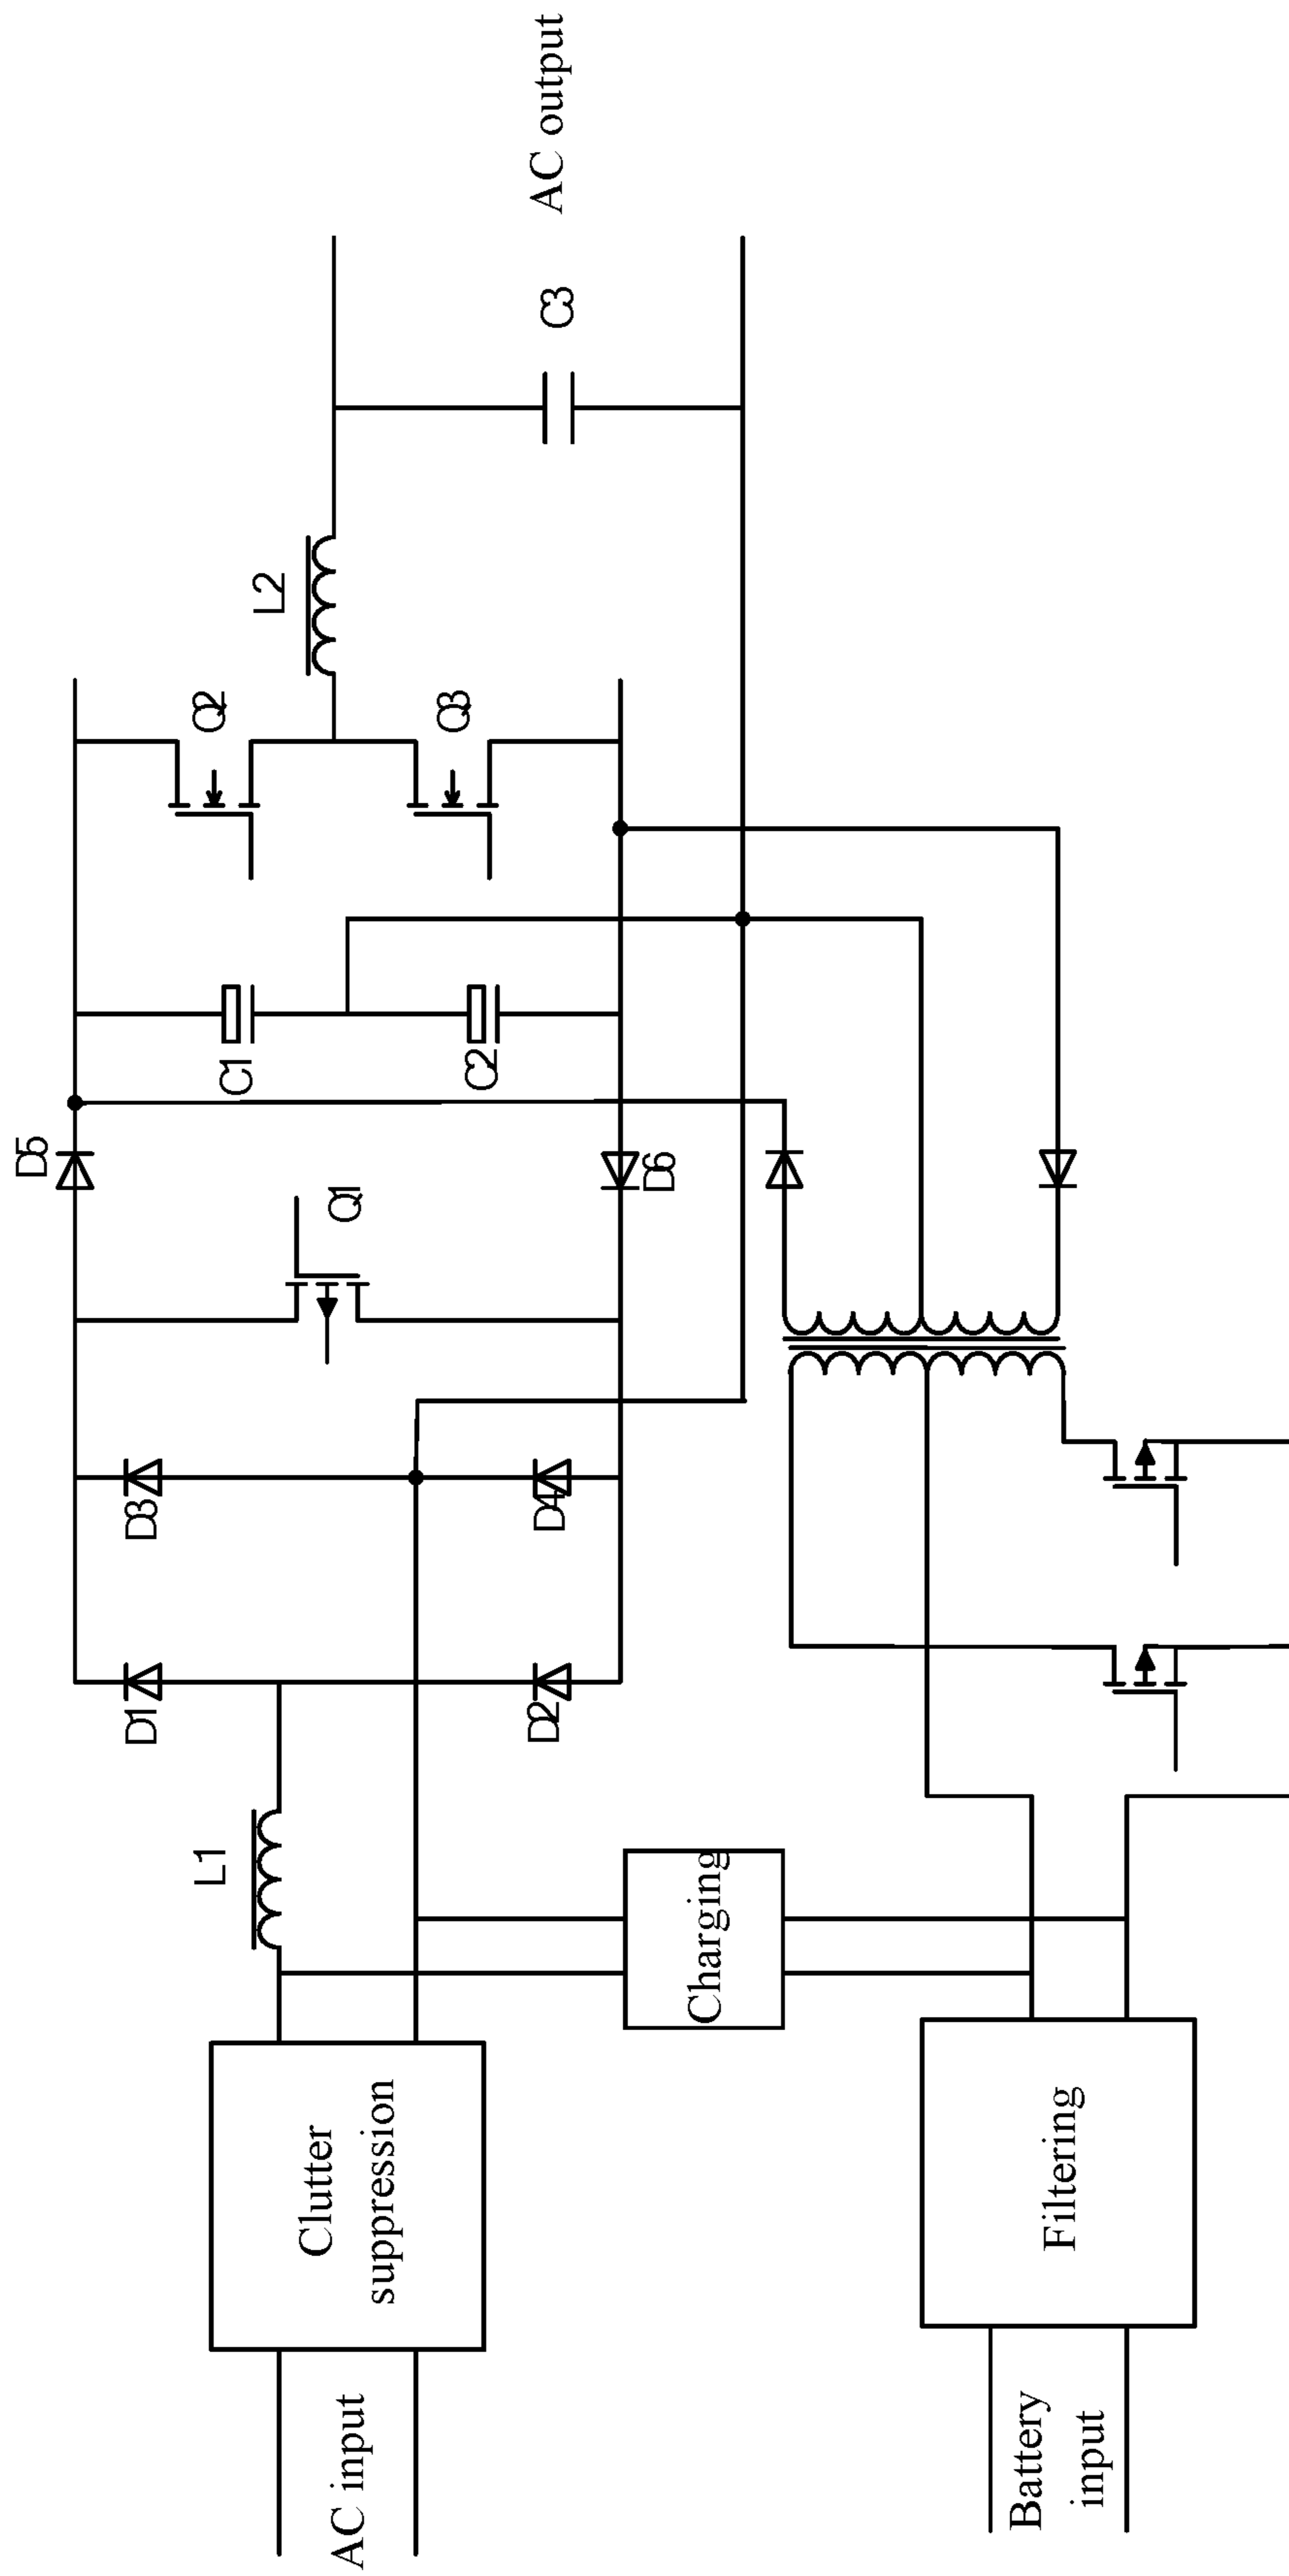 D5
D1
D3
Q1
C1
Q2
L1
L2
AC output
AC input
Clutter
suppression
D2
D4
D6
C2
Q3
C3
Charging
Battery
input
Filtering